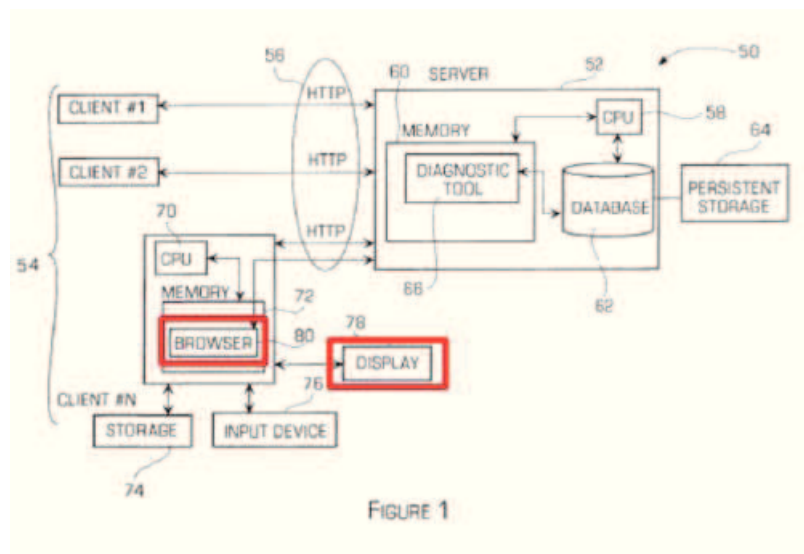 50
56
60
SERVER
52
CLIENT #1
HTTP
CPU
58
MEMORY
64
CLIENT #2
HTTP
DIAGNOSTIC
TOOL
DATABASE
PERSISTENT
STORAGE
70
HTTP
54
CPU
66
62
MEMORY
72
78
BROWSER
80
DISPLAY
CLIENT #N
76
STORAGE
INPUT DEVICE
74
FIGURE 1